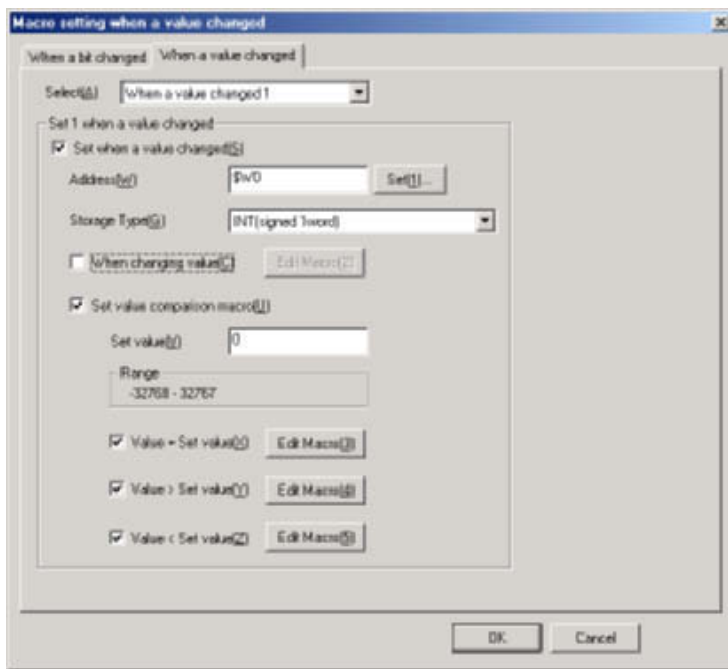 Macro setting when a value changed
When a bit changed When a value changed
Select(A) When a value changed 1
Set 1 when a value changed
Set when a value changed(S)
Address(W) $W0 Set(1)...
Storage Type(G) INT(signed 1word)
When changing value(C) Edit Macro(2)
Set value comparison macro(U)
Set value(V) 0
Range
-32768 - 32767
Value = Set value(X) Edit Macro(3)
Value > Set value(Y) Edit Macro(4)
Value < Set value(Z) Edit Macro(5)
OK Cancel